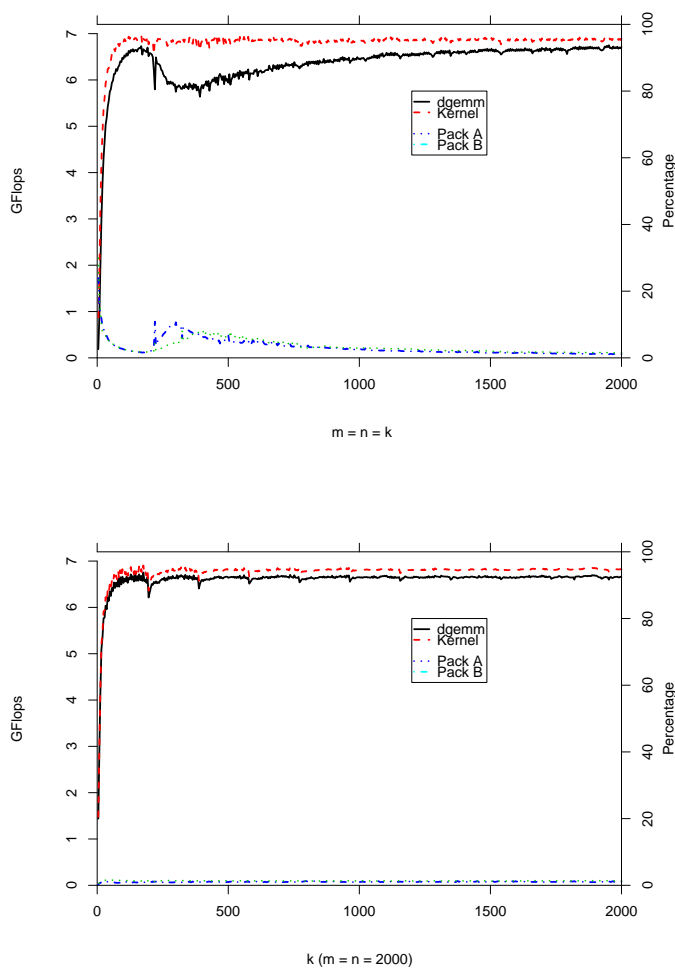 0 1 2 3 4 5 6 7
GFlops
0 20 40 60 80 100
Percentage
dgemm
Kernel
Pack A
Pack B
0 500 1000 1500 2000
m = n = k
0 1 2 3 4 5 6 7
GFlops
0 20 40 60 80 100
Percentage
dgemm
Kernel
Pack A
Pack B
0 500 1000 1500 2000
k (m = n = 2000)